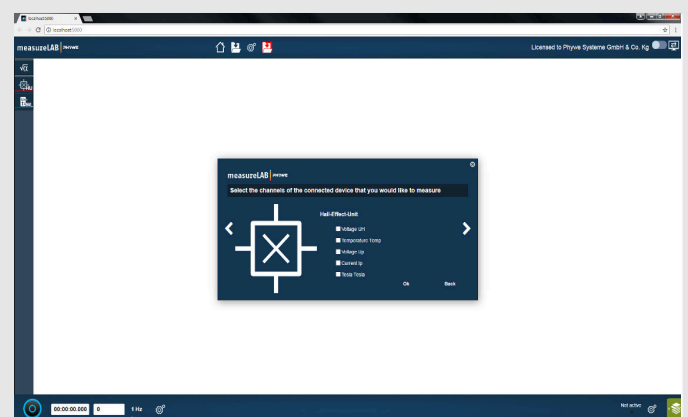 localhost:5000
localhost:5000
measureLAB PHYWE
Licensed to Phywe Systeme GmbH & Co. Kg
measureLAB PHYWE
Select the channels of the connected device that you would like to measure
Hall-Effect-Unit
Voltage UH
Temperature Temp
Voltage Up
Current Ip
Tesla Tesla
Ok Back
00:00:00.000 0 1 Hz Not active